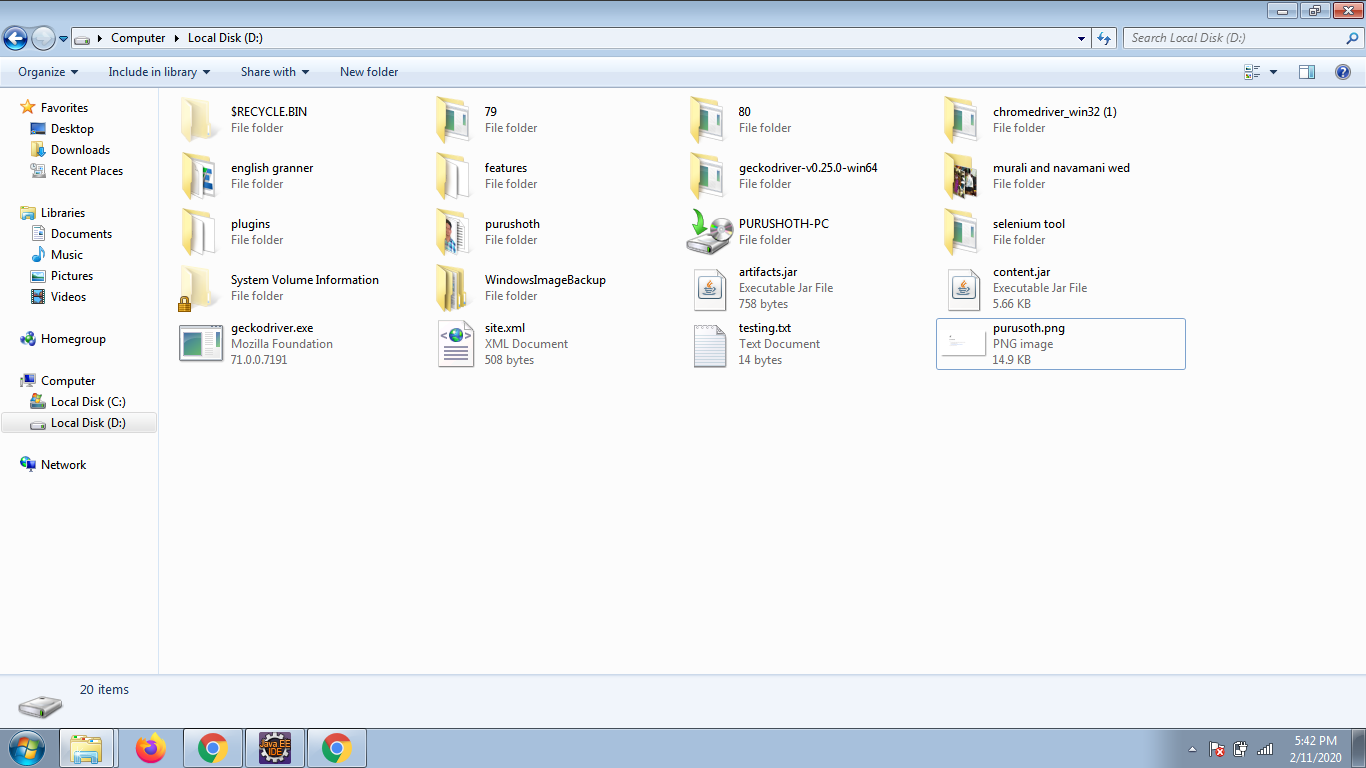 Computer
Local Disk (D:)
Search Local Disk (D:)
Organize
Include in library
Share with
New folder
Favorites
Desktop
Downloads
Recent Places
Libraries
Documents
Music
Pictures
Videos
Homegroup
Computer
Local Disk (C:)
Local Disk (D:)
Network
$RECYCLE.BIN
File folder
79
File folder
80
File folder
chromedriver_win32 (1)
File folder
english granner
File folder
features
File folder
geckodriver-v0.25.0-win64
File folder
murali and navamani wed
File folder
plugins
File folder
purushoth
File folder
PURUSHOTH-PC
File folder
selenium tool
File folder
System Volume Information
File folder
WindowsImageBackup
File folder
artifacts.jar
Executable Jar File
758 bytes
content.jar
Executable Jar File
5.66 KB
geckodriver.exe
Mozilla Foundation
71.0.0.7191
site.xml
XML Document
508 bytes
testing.txt
Text Document
14 bytes
purusoth.png
PNG image
14.9 KB
20 items
Java EE
IDE
5:42 PM
2/11/2020